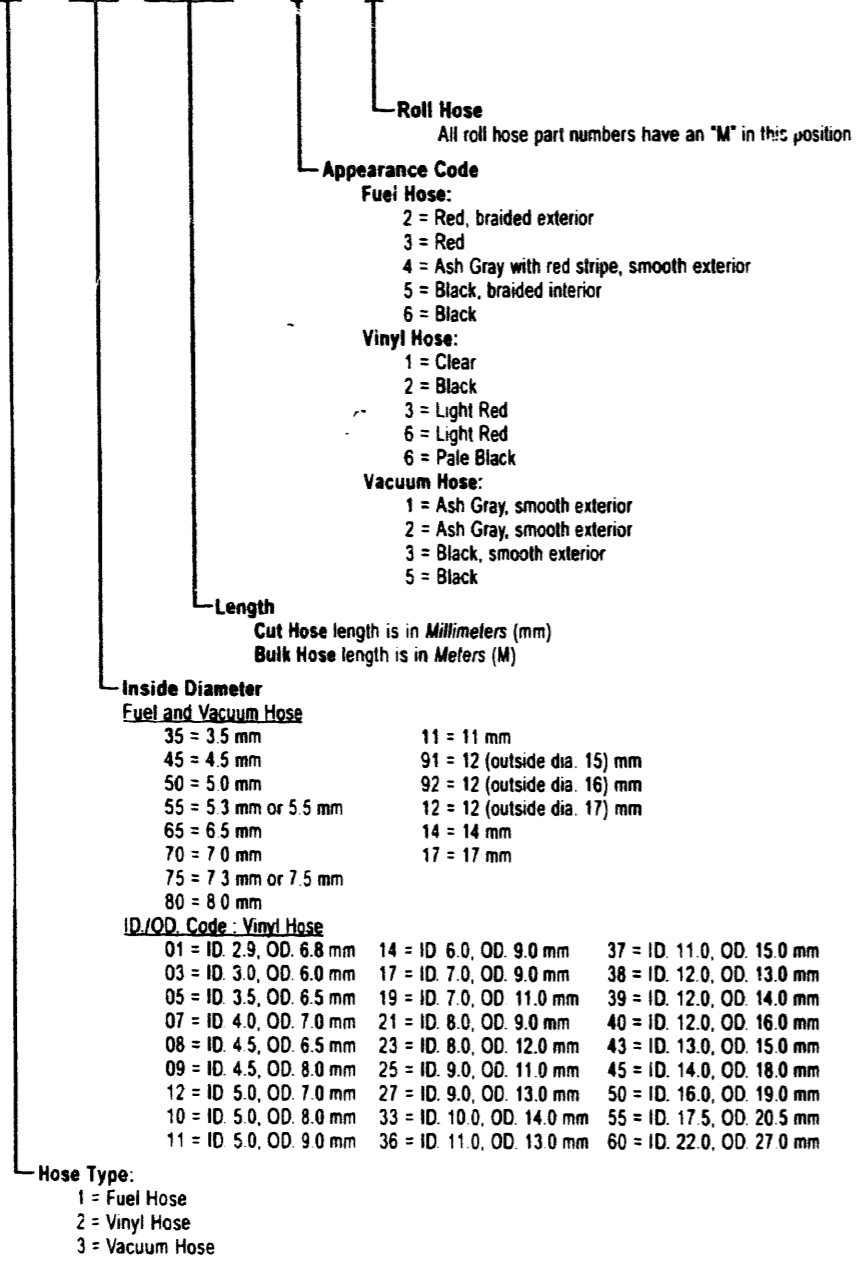 Roll Hose
All roll hose part numbers have an "M" in this position
Appearance Code
Fuel Hose:
2 = Red, braided exterior
3 = Red
4 = Ash Gray with red stripe, smooth exterior
5 = Black, braided interior
6 = Black
Vinyl Hose:
1 = Clear
2 = Black
3 = Light Red
6 = Light Red
6 = Pale Black
Vacuum Hose:
1 = Ash Gray, smooth exterior
2 = Ash Gray, smooth exterior
3 = Black, smooth exterior
5 = Black
Length
Cut Hose length is in Millimeters (mm)
Bulk Hose length is in Meters (M)
Inside Diameter
Fuel and Vacuum Hose
35 = 3.5 mm 11 = 11 mm
45 = 4.5 mm 91 = 12 (outside dia. 15) mm
50 = 5.0 mm 92 = 12 (outside dia. 16) mm
55 = 5.3 mm or 5.5 mm 12 = 12 (outside dia. 17) mm
65 = 6.5 mm 14 = 14 mm
70 = 7.0 mm 17 = 17 mm
75 = 7.3 mm or 7.5 mm
80 = 8.0 mm
ID./OD. Code : Vinyl Hose
01 = ID. 2.9, OD. 6.8 mm 14 = ID. 6.0, OD. 9.0 mm 37 = ID. 11.0, OD. 15.0 mm
03 = ID. 3.0, OD. 6.0 mm 17 = ID. 7.0, OD. 9.0 mm 38 = ID. 12.0, OD. 13.0 mm
05 = ID. 3.5, OD. 6.5 mm 19 = ID. 7.0, OD. 11.0 mm 39 = ID. 12.0, OD. 14.0 mm
07 = ID. 4.0, OD. 7.0 mm 21 = ID. 8.0, OD. 9.0 mm 40 = ID. 12.0, OD. 16.0 mm
08 = ID. 4.5, OD. 6.5 mm 23 = ID. 8.0, OD. 12.0 mm 43 = ID. 13.0, OD. 15.0 mm
09 = ID. 4.5, OD. 8.0 mm 25 = ID. 9.0, OD. 11.0 mm 45 = ID. 14.0, OD. 18.0 mm
12 = ID. 5.0, OD. 7.0 mm 27 = ID. 9.0, OD. 13.0 mm 50 = ID. 16.0, OD. 19.0 mm
10 = ID. 5.0, OD. 8.0 mm 33 = ID. 10.0, OD. 14.0 mm 55 = ID. 17.5, OD. 20.5 mm
11 = ID. 5.0, OD. 9.0 mm 36 = ID. 11.0, OD. 13.0 mm 60 = ID. 22.0, OD. 27.0 mm
Hose Type:
1 = Fuel Hose
2 = Vinyl Hose
3 = Vacuum Hose